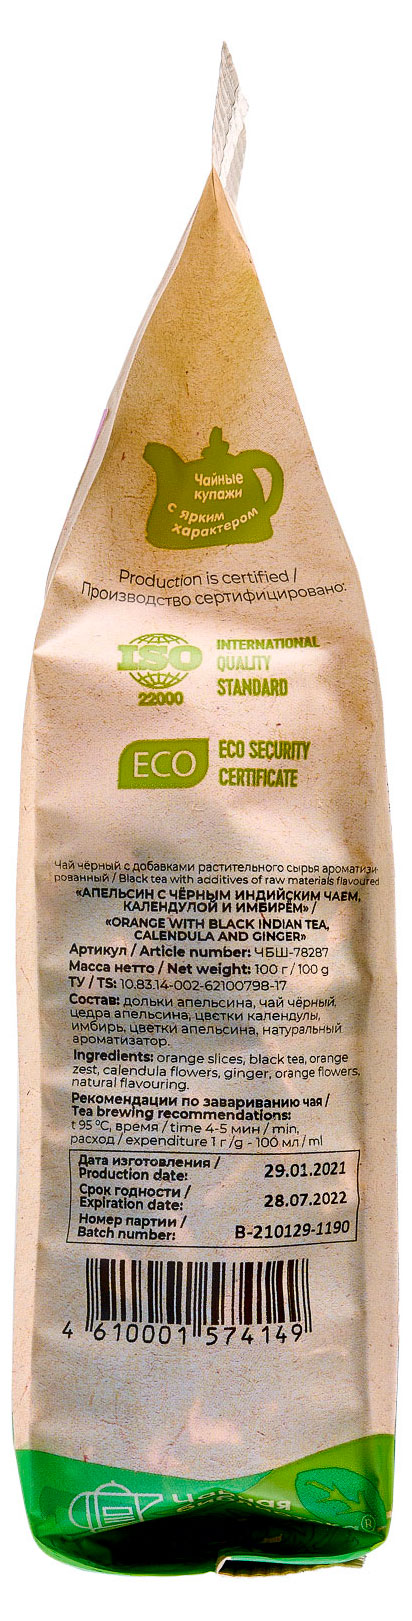 Чайные
купажи
с ярким
характером
Production is certified /
Производство сертифицировано:
ISO
22000
INTERNATIONAL
QUALITY
STANDARD
ECO
ECO SECURITY
CERTIFICATE
Чай чёрный с добавками растительного сырья аромати­зи-
рованный / Black tea with additives of raw materials flavoured
«АПЕЛЬСИН С ЧЁРНЫМ ИНДИЙСКИМ ЧАЕМ,
КАЛЕНДУЛОЙ И ИМБИРЁМ» /
«ORANGE WITH BLACK INDIAN TEA,
CALENDULA AND GINGER»
Артикул / Article number: ЧБШ-78287
Масса нетто / Net weight: 100 г / 100 g
ТУ / TS: 10.83.14-002-62100798-17
Состав: дольки апельсина, чай чёрный,
цедра апельсина, цветки календулы,
имбирь, цветки апельсина, натуральный
ароматизатор.
Ingredients: orange slices, black tea, orange
zest, calendula flowers, ginger, orange flowers,
natural flavouring.
Рекомендации по завариванию чая /
Tea brewing recommendations:
t 95 °C, время / time 4-5 мин / min,
расход / expenditure 1 г /g - 100 мл / ml
Дата изготовления /
Production date: 29.01.2021
Срок годности /
Expiration date: 28.07.2022
Номер партии /
Batch number: B-210129-1190
4 610001 574149
®